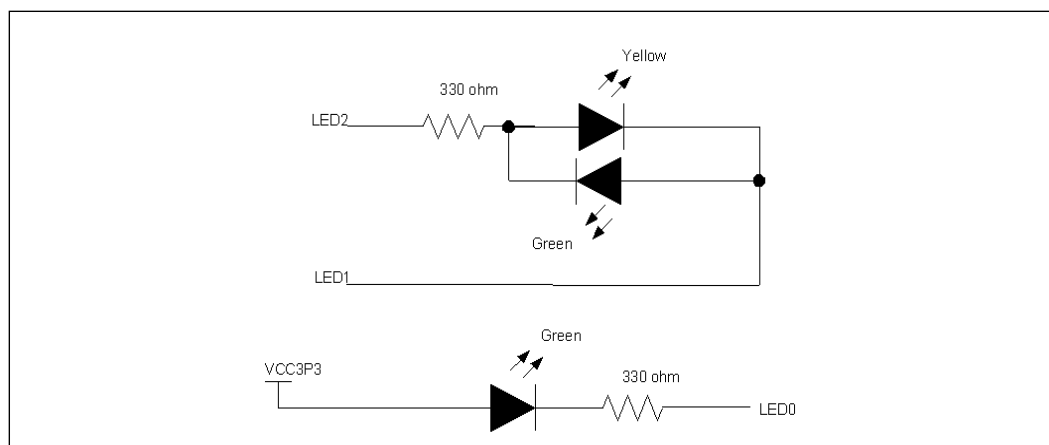 Yellow
330 ohm
LED2
Green
LED1
Green
VCC3P3
330 ohm
LED0